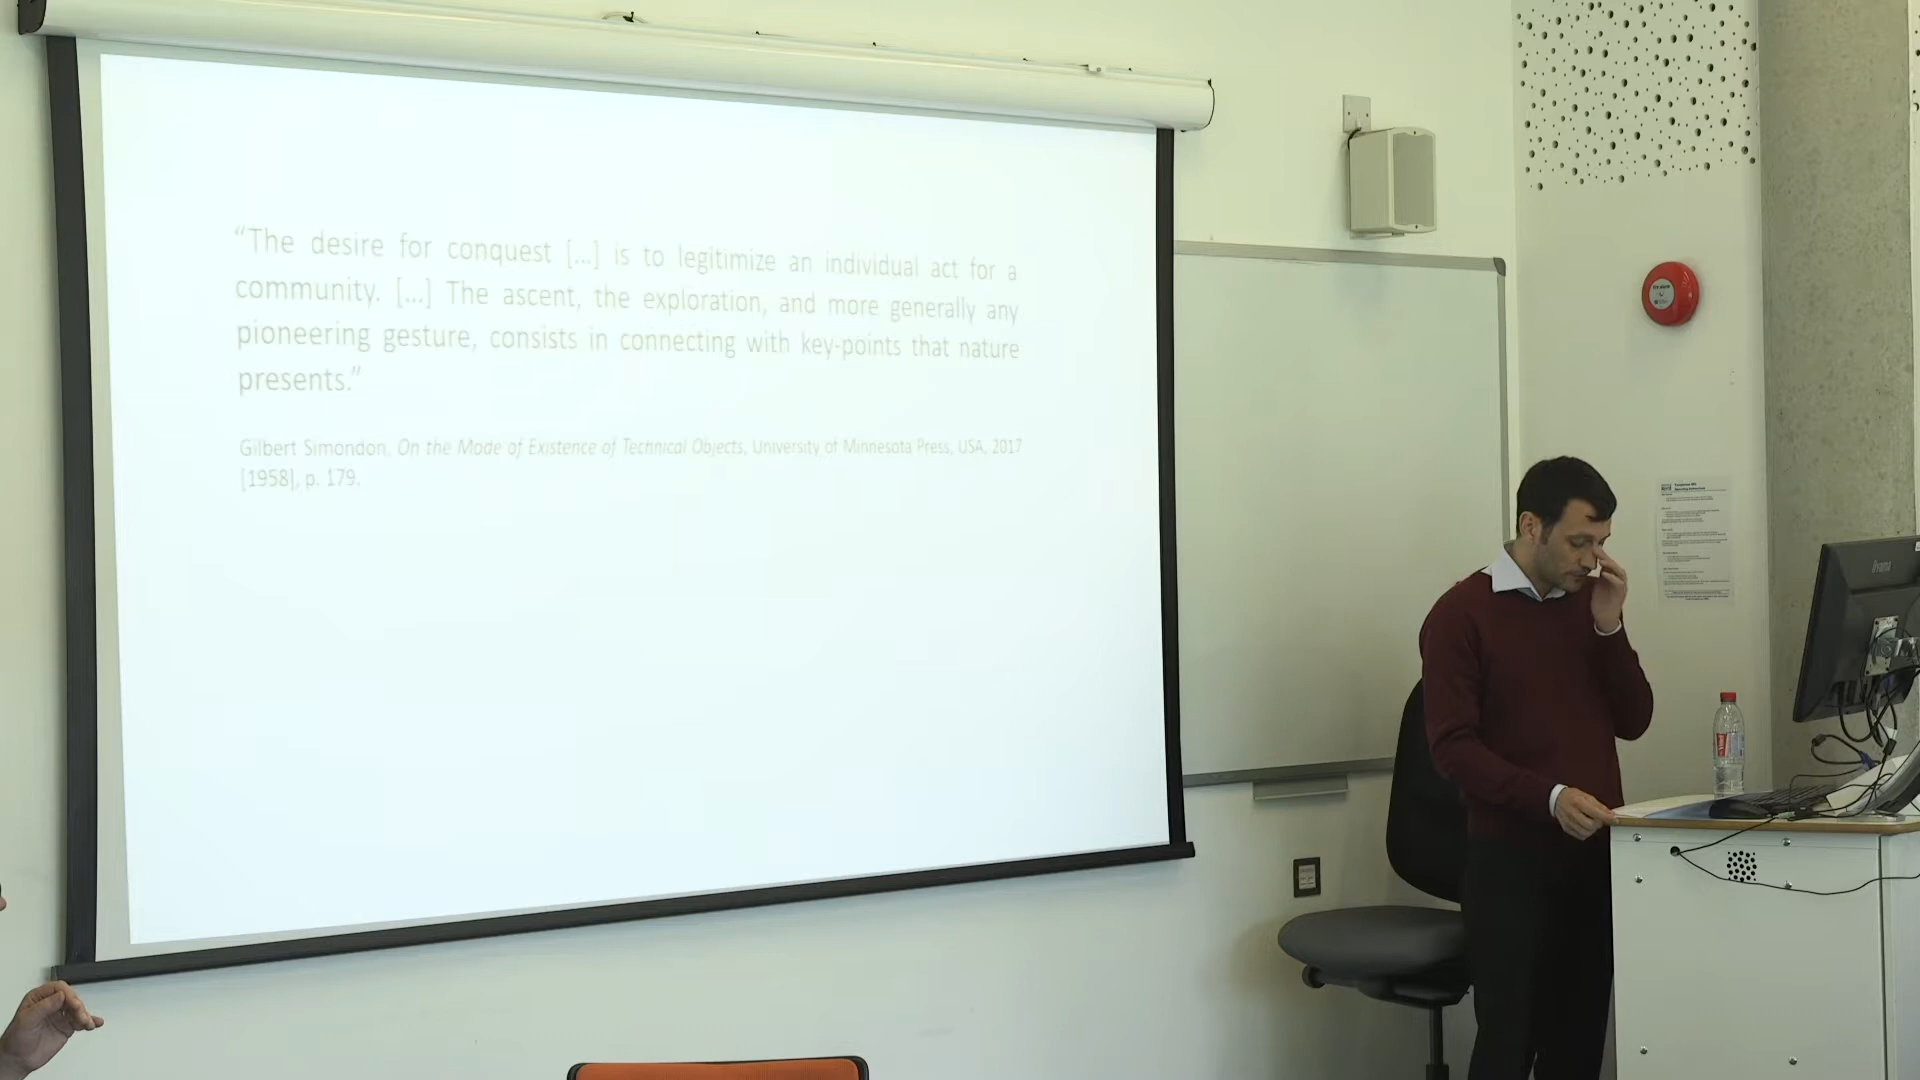 “The desire for conquest [...] is to legitimize an individual act for a
community. [...] The ascent, the exploration, and more generally any
pioneering gesture, consists in connecting with key-points that nature
presents.”
Gilbert Simondon, On the Mode of Existence of Technical Objects, University of Minnesota Press, USA, 2017
[1958], p. 179.
iiyama